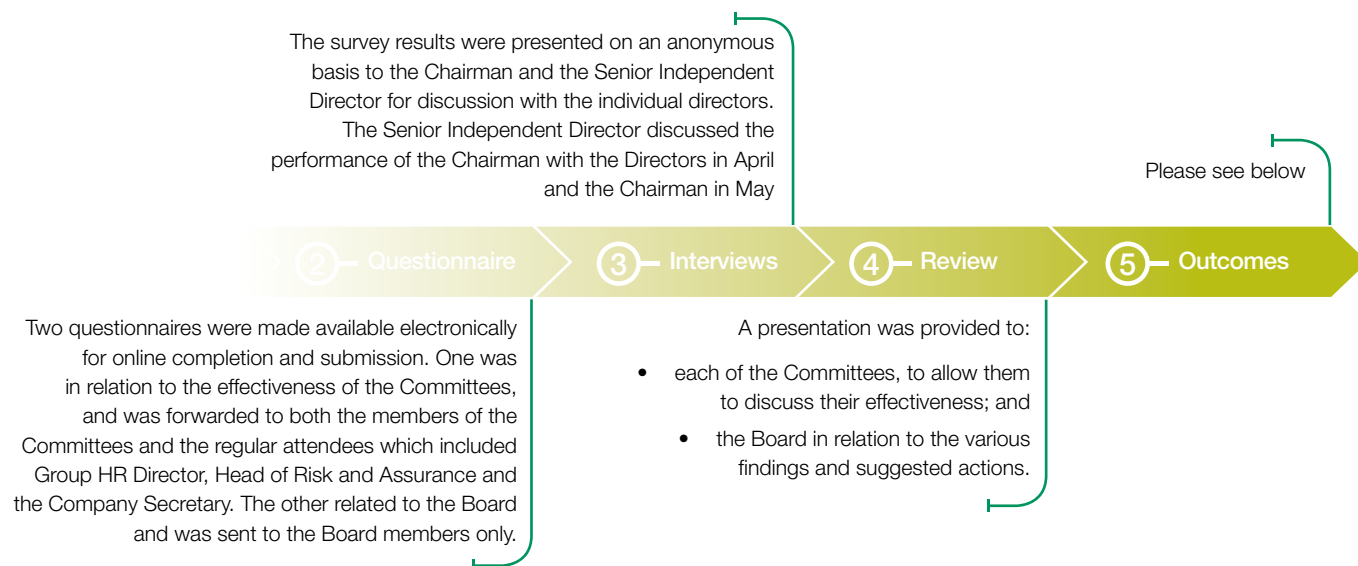 The survey results were presented on an anonymous
basis to the Chairman and the Senior Independent
Director for discussion with the individual directors.
The Senior Independent Director discussed the
performance of the Chairman with the Directors in April
and the Chairman in May
Please see below
2 Questionnaire
3 Interviews
4 Review
5 Outcomes
Two questionnaires were made available electronically
for online completion and submission. One was
in relation to the effectiveness of the Committees,
and was forwarded to both the members of the
Committees and the regular attendees which included
Group HR Director, Head of Risk and Assurance and
the Company Secretary. The other related to the Board
and was sent to the Board members only.
A presentation was provided to:
• each of the Committees, to allow them
to discuss their effectiveness; and
• the Board in relation to the various
findings and suggested actions.